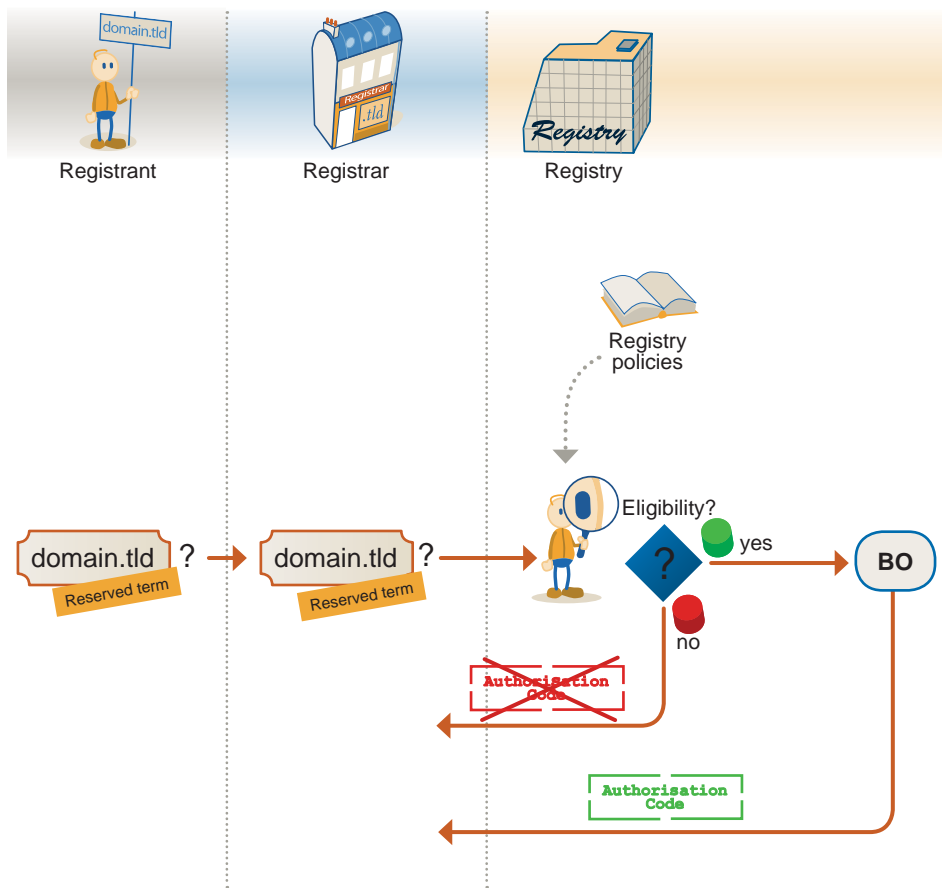 domain.tld
Registrar
.tld
Registry
Registrant
Registrar
Registry
Registry
policies
Eligibility?
domain.tld ?
Reserved term
domain.tld ?
Reserved term
?
yes
BO
no
Authorisation
Code
Authorisation
Code